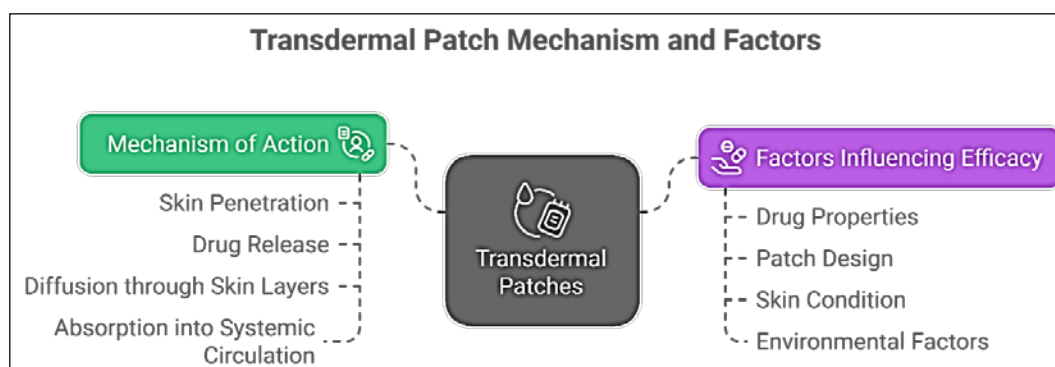 Transdermal Patch Mechanism and Factors
Mechanism of Action
Skin Penetration
Drug Release
Diffusion through Skin Layers
Absorption into Systemic
Circulation
Transdermal
Patches
Factors Influencing Efficacy
Drug Properties
Patch Design
Skin Condition
Environmental Factors